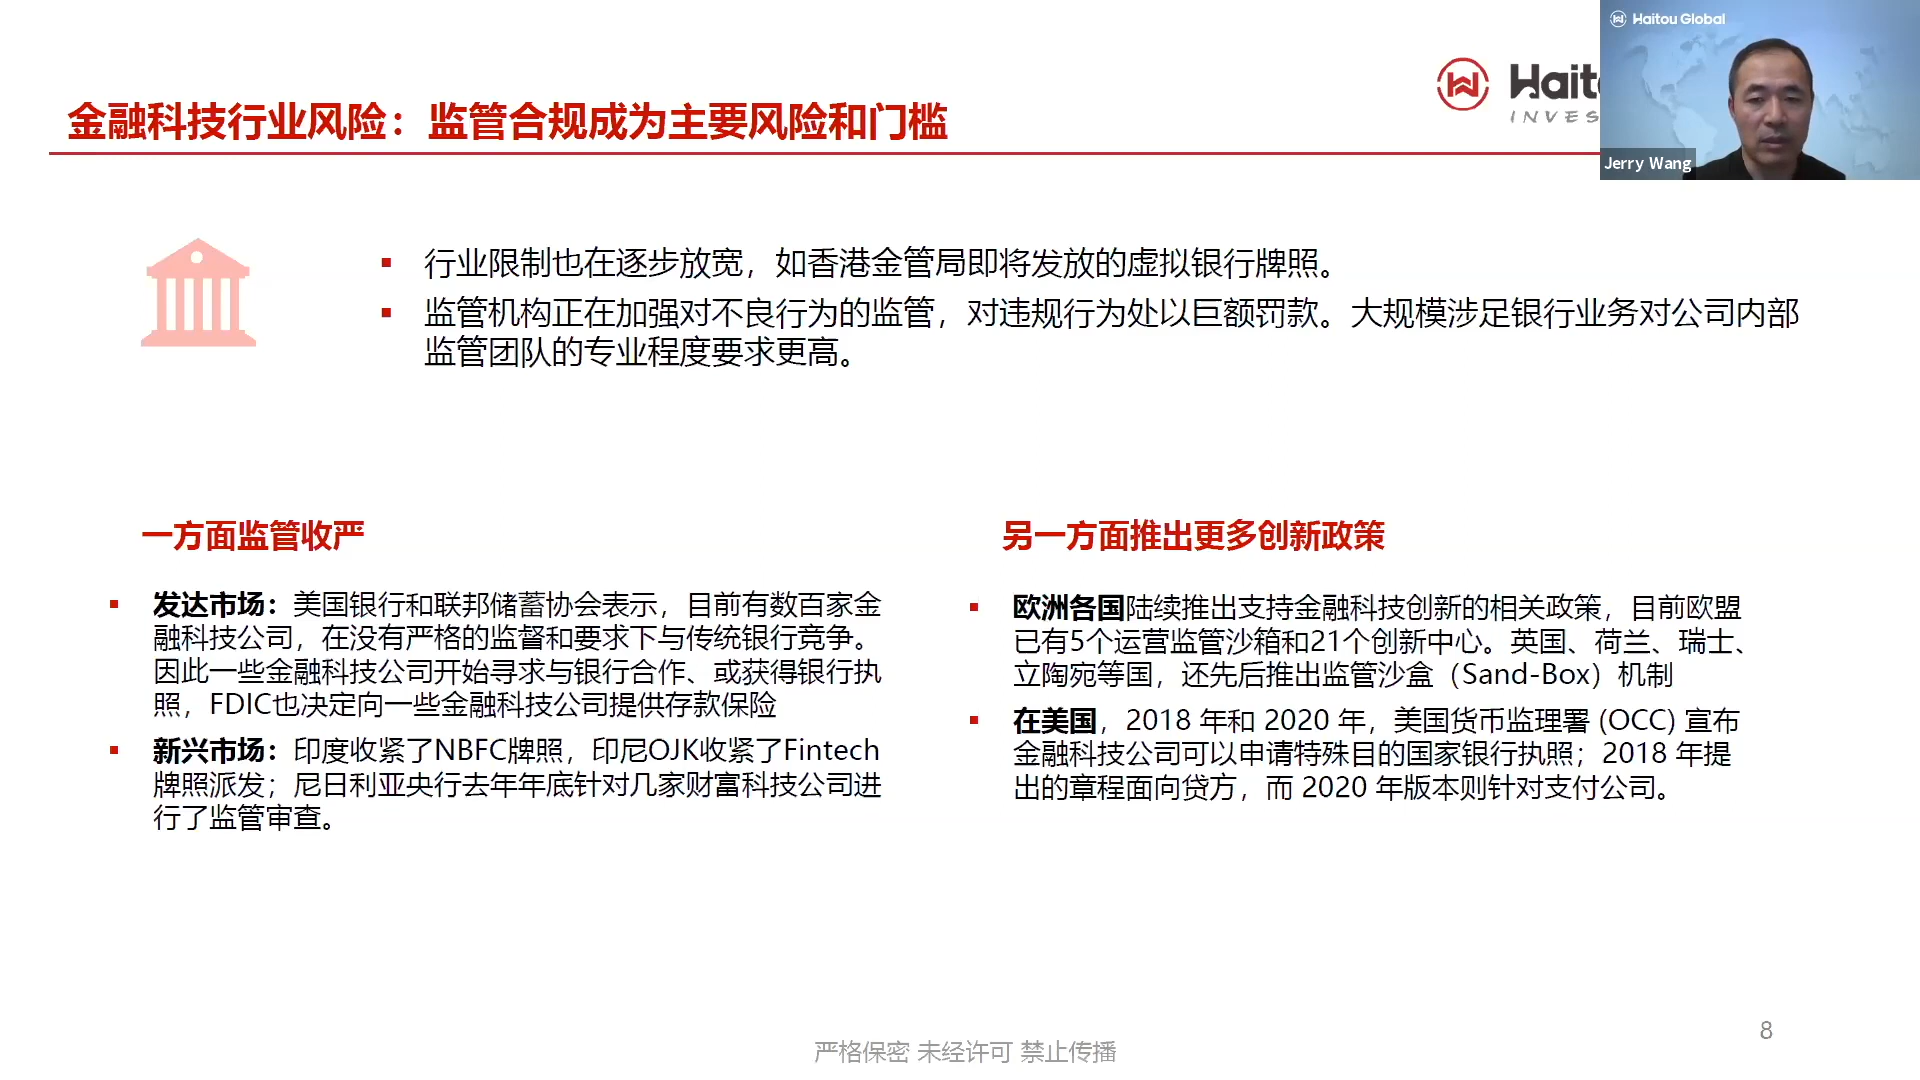 Haitou Global
Haito
INVES
Jerry Wang
金融科技行业风险：监管合规成为主要风险和门槛
▪ 行业限制也在逐步放宽，如香港金管局即将发放的虚拟银行牌照。
▪ 监管机构正在加强对不良行为的监管，对违规行为处以巨额罚款。大规模涉足银行业务对公司内部
监管团队的专业程度要求更高。
一方面监管收严
▪ 发达市场：美国银行和联邦储蓄协会表示，目前有数百家金
融科技公司，在没有严格的监督和要求下与传统银行竞争。
因此一些金融科技公司开始寻求与银行合作、或获得银行执
照，FDIC也决定向一些金融科技公司提供存款保险
▪ 新兴市场：印度收紧了NBFC牌照，印尼OJK收紧了Fintech
牌照派发；尼日利亚央行去年年底针对几家财富科技公司进
行了监管审查。
另一方面推出更多创新政策
▪ 欧洲各国陆续推出支持金融科技创新的相关政策，目前欧盟
已有5个运营监管沙箱和21个创新中心。英国、荷兰、瑞士、
立陶宛等国，还先后推出监管沙盒（Sand-Box）机制
▪ 在美国，2018 年和 2020 年，美国货币监理署 (OCC) 宣布
金融科技公司可以申请特殊目的国家银行执照；2018 年提
出的章程面向贷方，而 2020 年版本则针对支付公司。
8
严格保密 未经许可 禁止传播